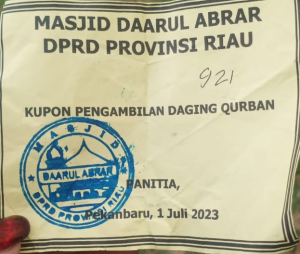 MASJID DAARUL ABRAR
DPRD PROVINSI RIAU
921
KUPON PENGAMBILAN DAGING QURBAN
MASJID
DAARUL ABRAR
DPRD PROVINSI RIAU
PANITIA,
Pekanbaru, 1 Juli 2023